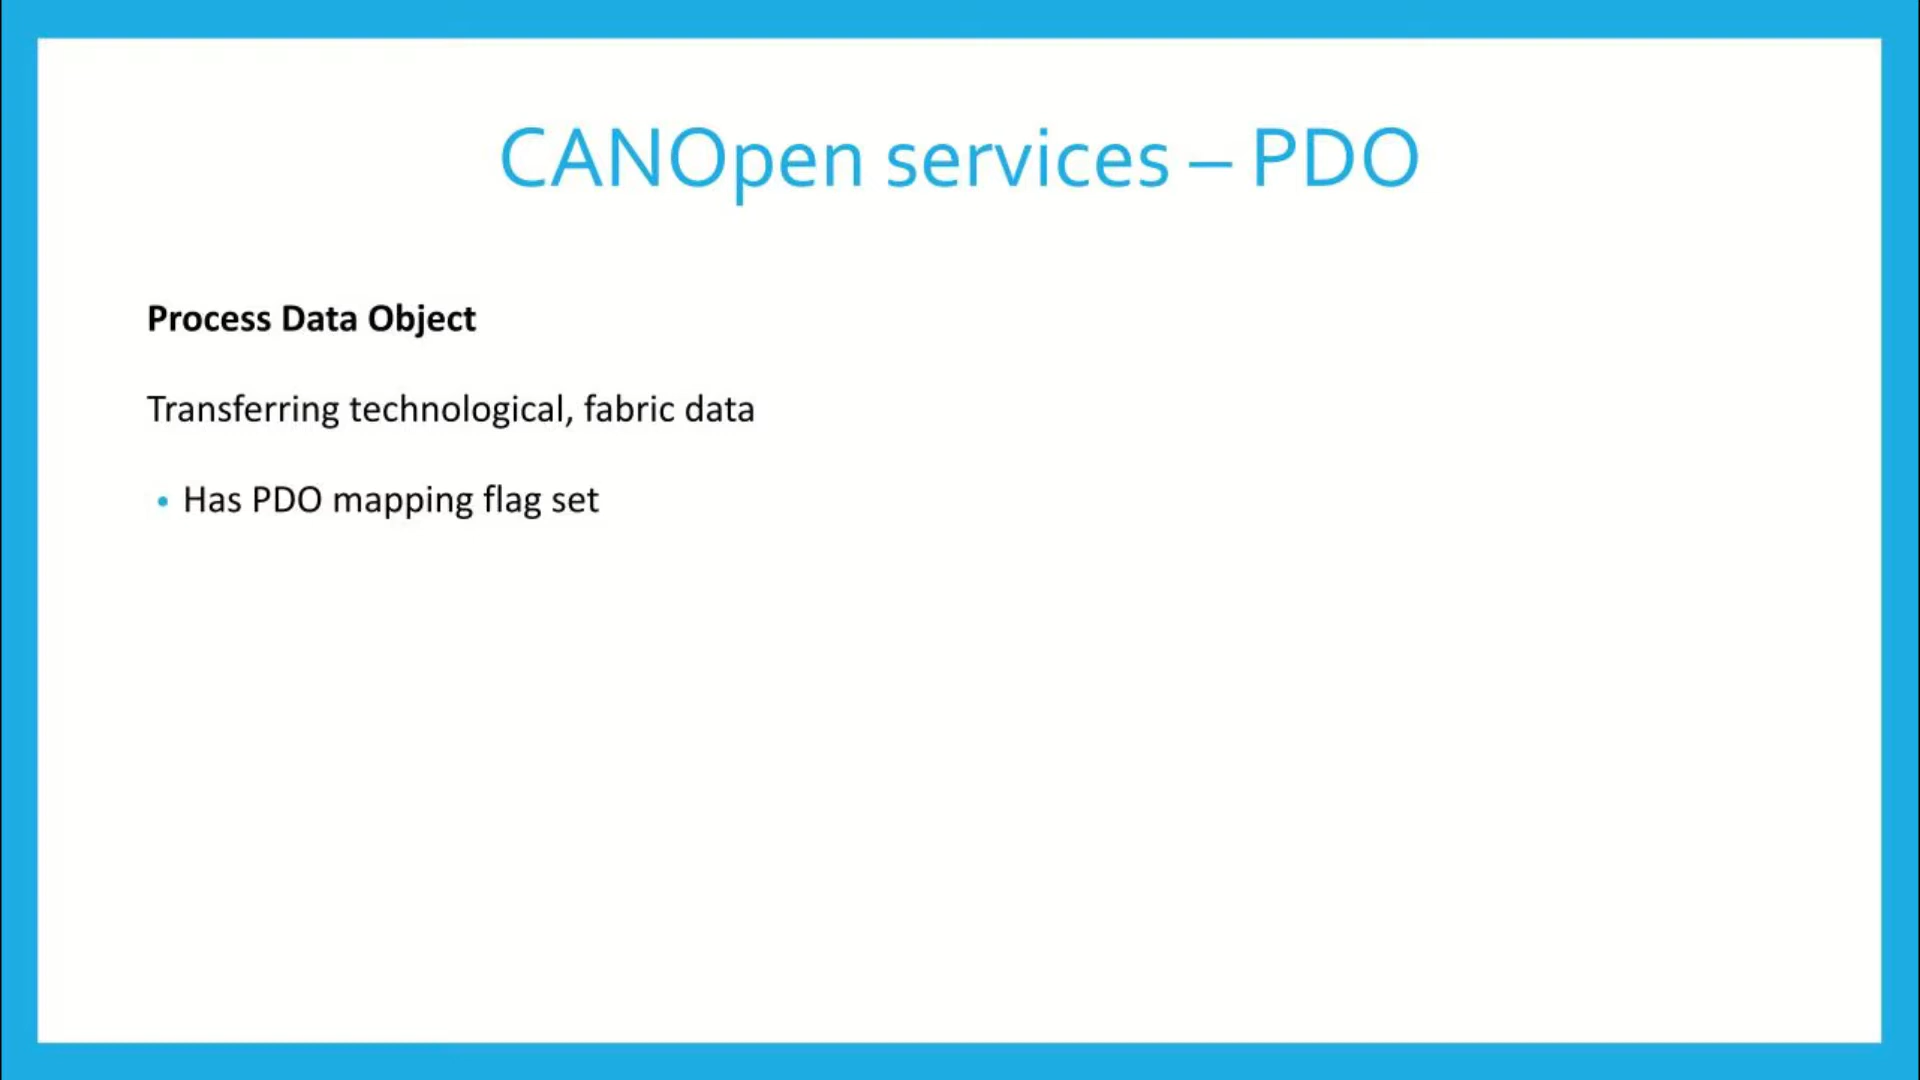 CANOpen services – PDO
Process Data Object
Transferring technological, fabric data
• Has PDO mapping flag set